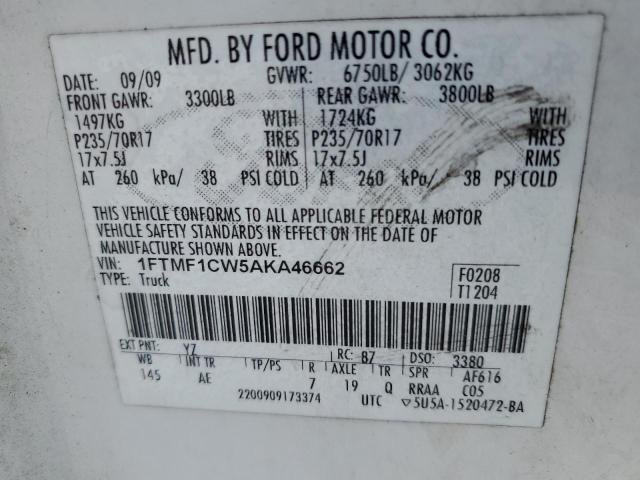 MFD. BY FORD MOTOR CO.
DATE: 09/09 GVWR: 6750LB/ 3062KG
FRONT GAWR: 3300LB REAR GAWR: 3800LB
1497KG WITH 1724KG WITH
P235/70R17 TIRES P235/70R17 TIRES
17x7.5J RIMS 17x7.5J RIMS
AT 260 kPa/ 38 PSI COLD AT 260 kPa/ 38 PSI COLD
THIS VEHICLE CONFORMS TO ALL APPLICABLE FEDERAL MOTOR
VEHICLE SAFETY STANDARDS IN EFFECT ON THE DATE OF
MANUFACTURE SHOWN ABOVE.
VIN: 1FTMF1CW5AKA46662 F0208
TYPE: Truck T1204
EXT PNT: YZ RC: 87 DSO: 3380
WB INT TR TP/PS R AXLE TR SPR AF616
145 AE 7 19 Q RRAA C05
2200909173374 UTC ▽5U5A-1520472-BA